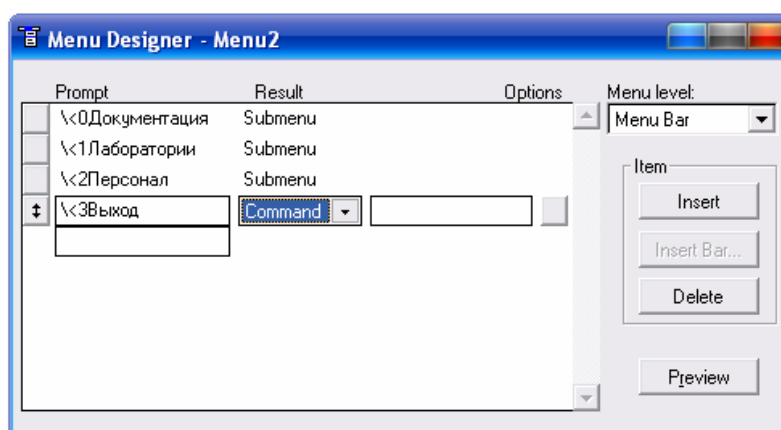 Menu Designer - Menu2
Prompt Result Options Menu level:
\<0Документация Submenu Menu Bar
\<1Лаборатории Submenu
Item
\<2Персонал Submenu
\<3Выход Command Insert
Insert Bar...
Delete
Preview